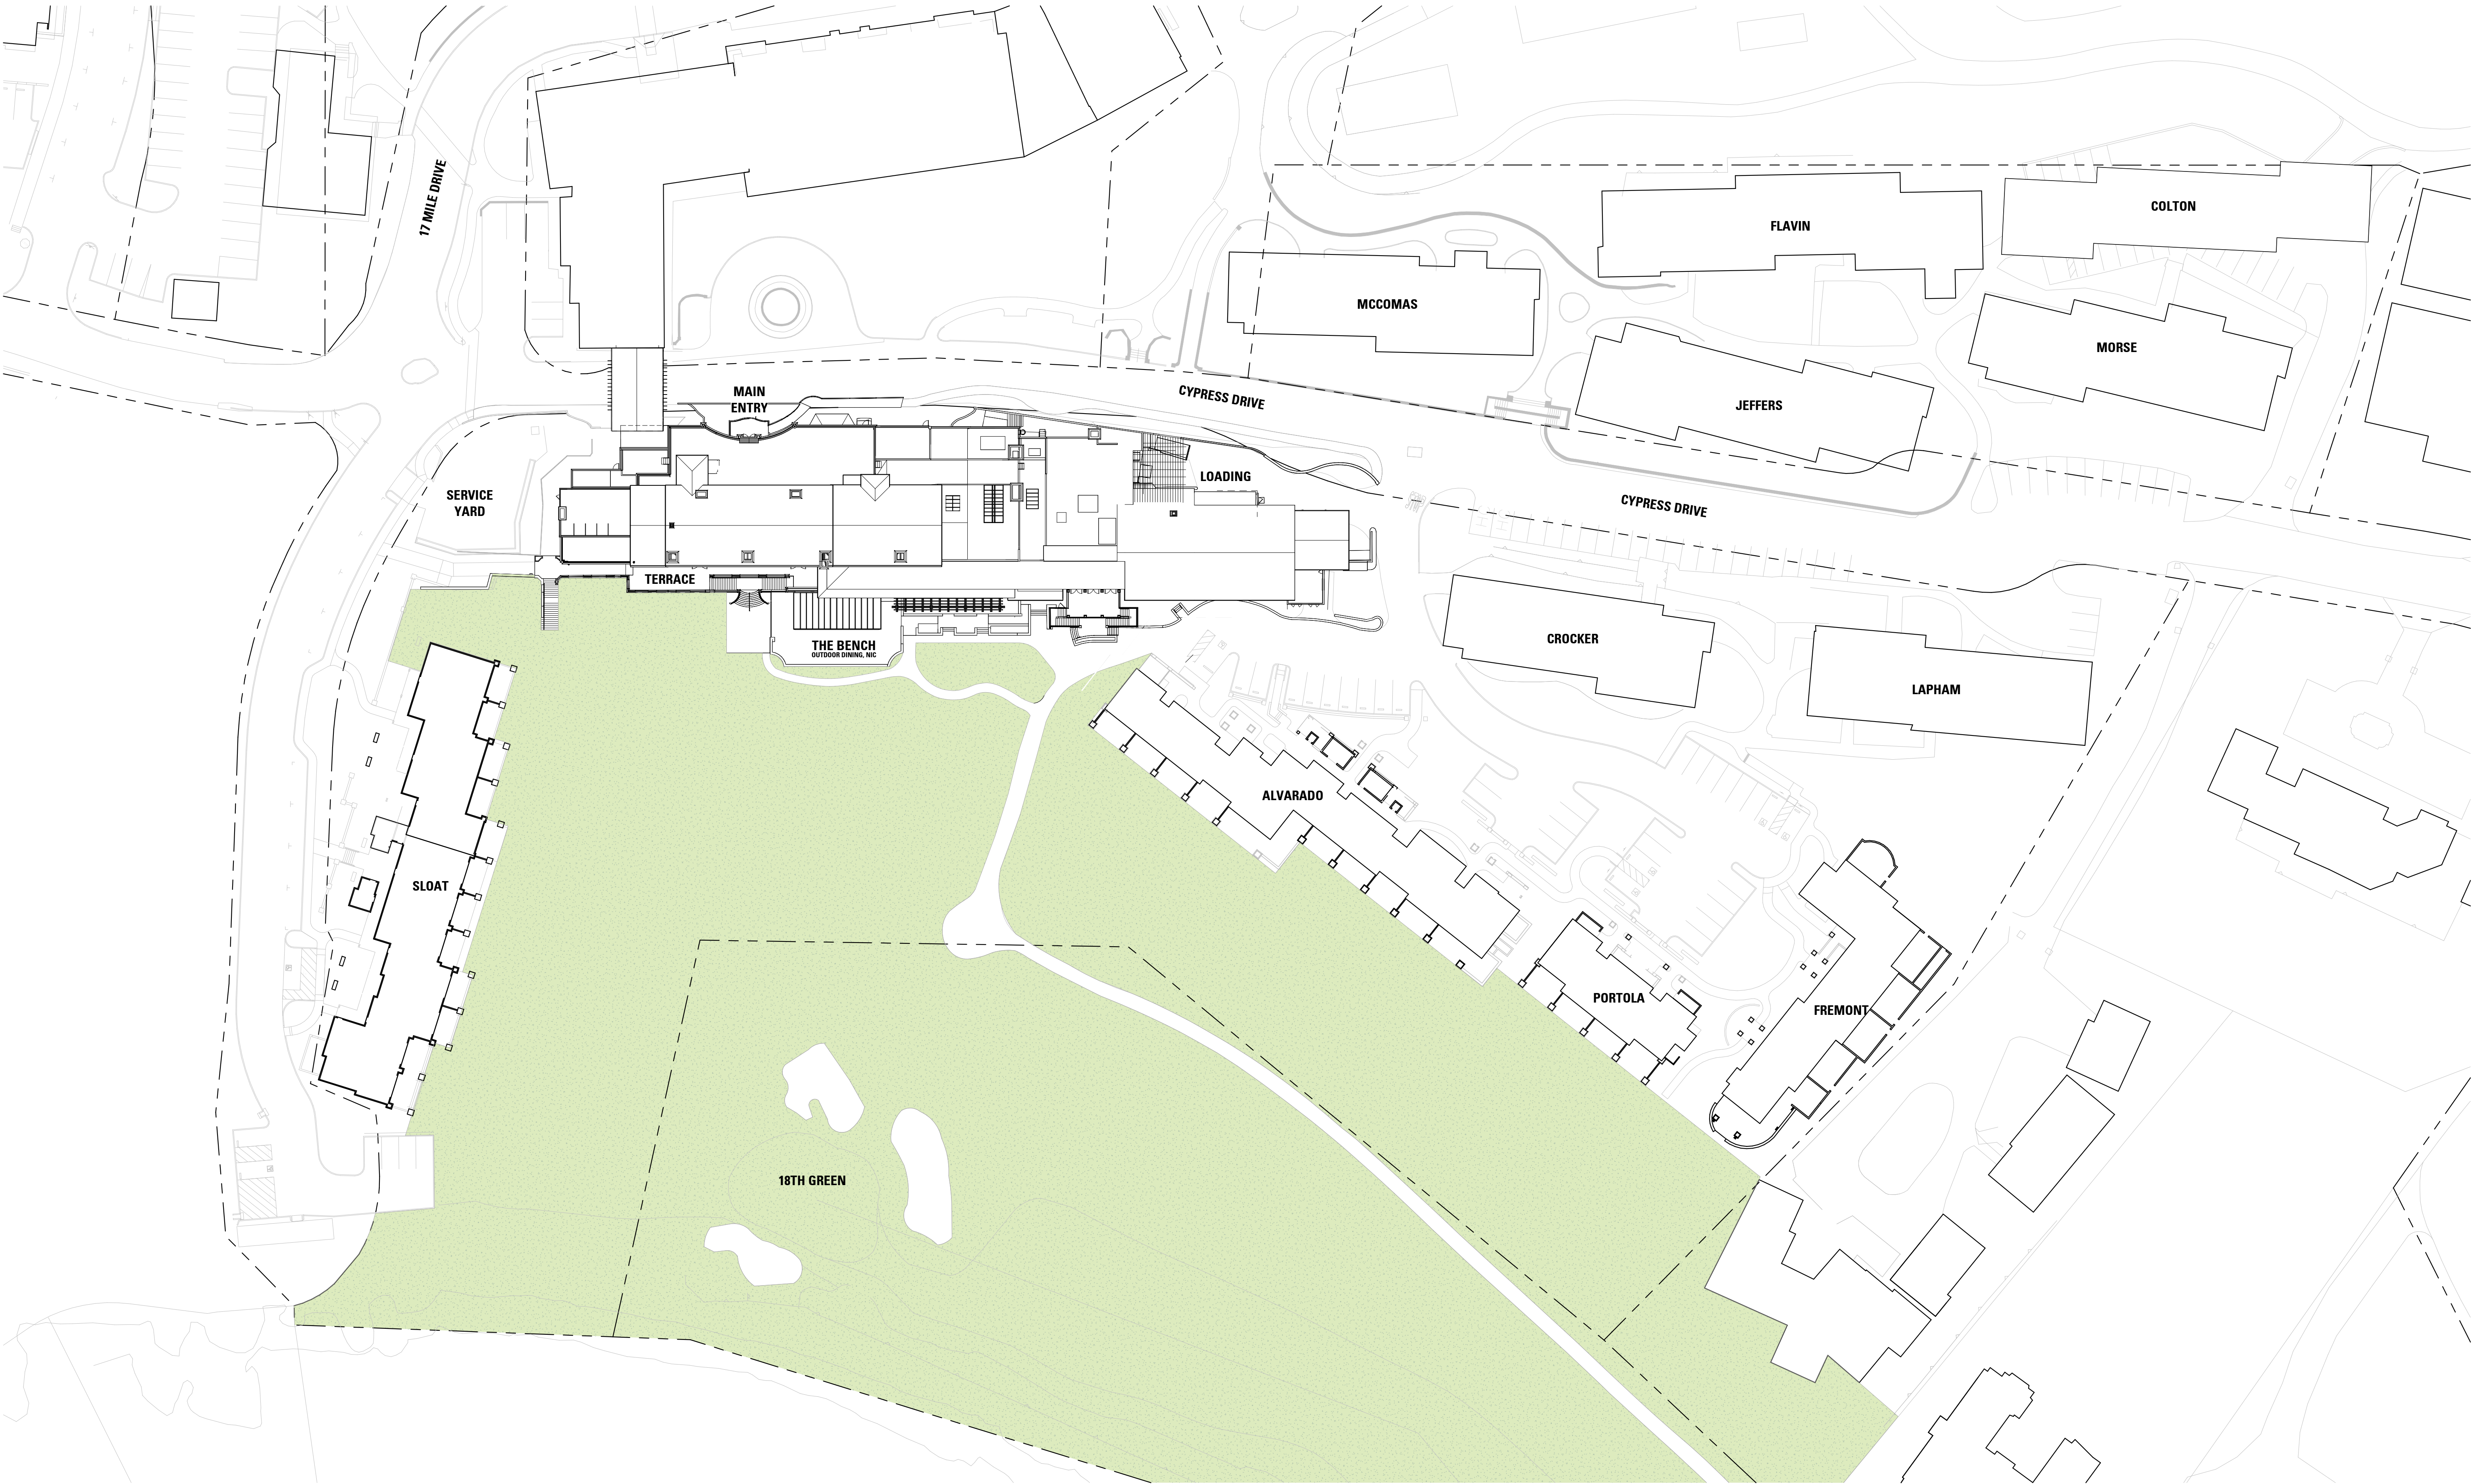 17 MILE DRIVE
COLTON
FLAVIN
MCCOMAS
MORSE
MAIN
ENTRY
CYPRESS DRIVE
JEFFERS
LOADING
SERVICE
YARD
CYPRESS DRIVE
TERRACE
THE BENCH
OUTDOOR DINING, NIC
CROCKER
LAPHAM
ALVARADO
SLOAT
PORTOLA
FREMONT
18TH GREEN